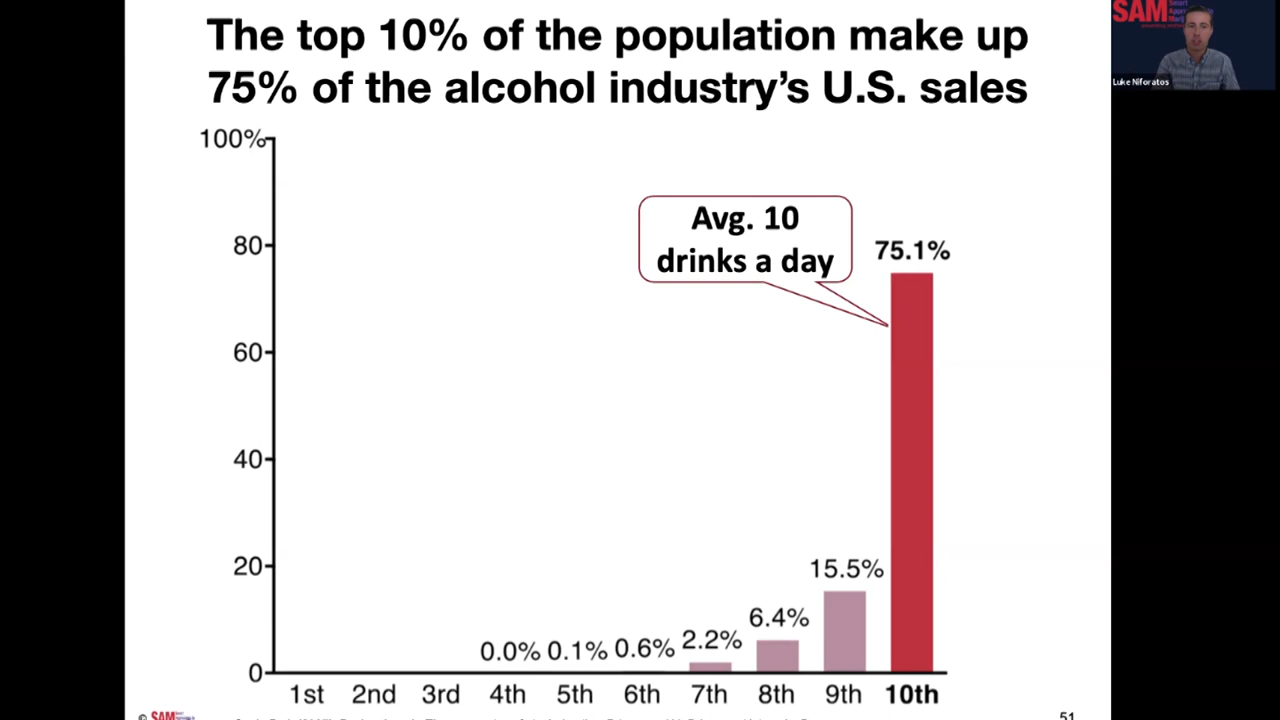 The top 10% of the population make up
75% of the alcohol industry's U.S. sales
SAM
Luke Niforatos
100%
80
60
40
20
0
Avg. 10
drinks a day
75.1%
15.5%
6.4%
2.2%
0.6%
0.1%
0.0%
1st 2nd 3rd 4th 5th 6th 7th 8th 9th 10th
© SAM
51